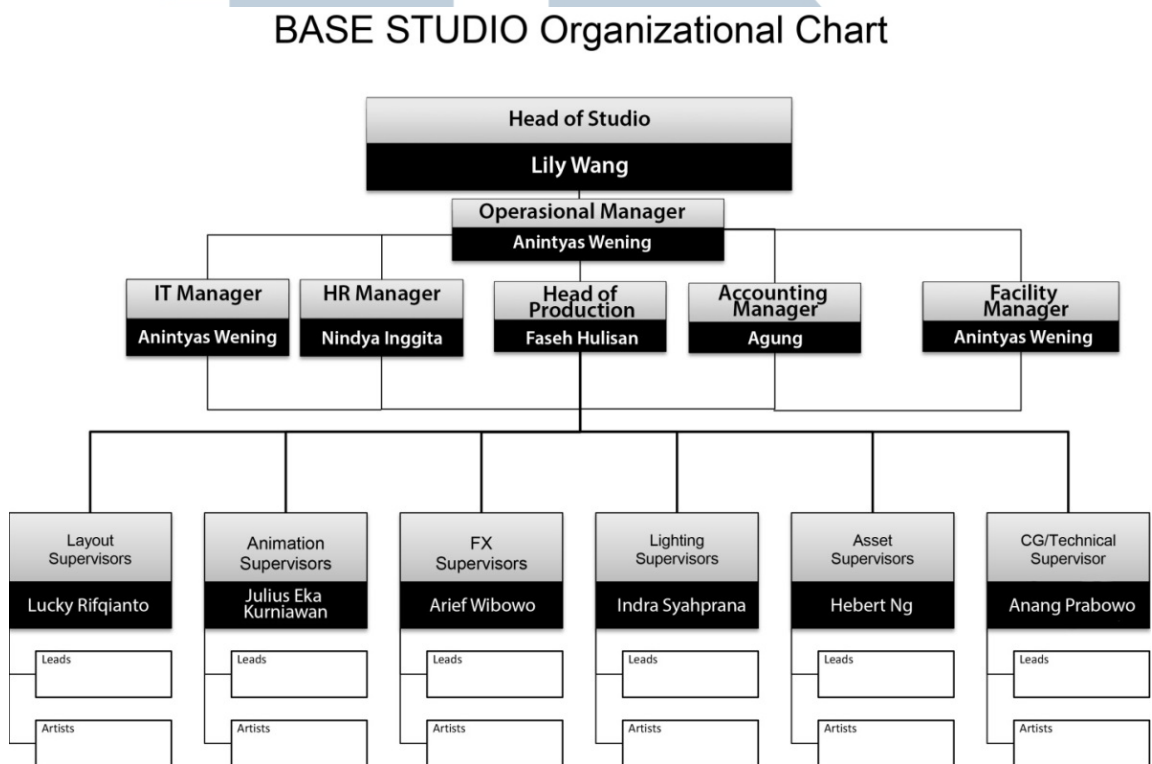 BASE STUDIO Organizational Chart
Head of Studio
Lily Wang
Operasional Manager
Anintyas Wening
IT Manager
Anintyas Wening
HR Manager
Nindya Inggita
Head of
Production
Faseh Hulisan
Accounting
Manager
Agung
Facility
Manager
Anintyas Wening
Layout
Supervisors
Lucky Rifqianto
Leads
Artists
Animation
Supervisors
Julius Eka
Kurniawan
Leads
Artists
FX
Supervisors
Arief Wibowo
Leads
Artists
Lighting
Supervisors
Indra Syahprana
Leads
Artists
Asset
Supervisors
Hebert Ng
Leads
Artists
CG/Technical
Supervisor
Anang Prabowo
Leads
Artists